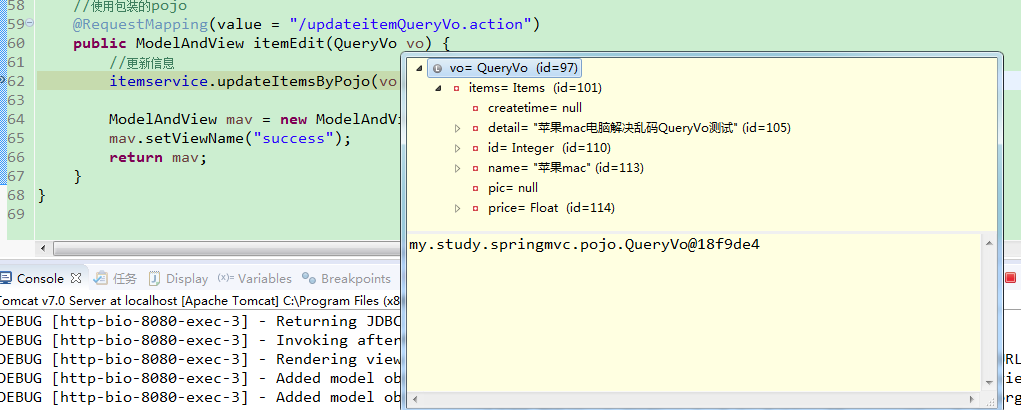 58 //使用包装的pojo
59 @RequestMapping(value = "/updateitemQueryVo.action")
60 public ModelAndView itemEdit(QueryVo vo) {
61 //更新信息
62 itemservice.updateItemsByPojo(vo
63
64 ModelAndView mav = new ModelAndVi
65 mav.setViewName("success");
66 return mav;
67 }
68 }
69
vo= QueryVo (id=97)
items= Items (id=101)
createtime= null
detail= "苹果mac电脑解决乱码QueryVo测试" (id=105)
id= Integer (id=110)
name= "苹果mac" (id=113)
pic= null
price= Float (id=114)
my.study.springmvc.pojo.QueryVo@18f9de4
Console 任务 Display (x)= Variables Breakpoints
Tomcat v7.0 Server at localhost [Apache Tomcat] C:\Program Files (x8
DEBUG [http-bio-8080-exec-3] - Returning JDBC
DEBUG [http-bio-8080-exec-3] - Invoking after
DEBUG [http-bio-8080-exec-3] - Rendering view RL
DEBUG [http-bio-8080-exec-3] - Added model ob ie
DEBUG [http-bio-8080-exec-3] - Added model ob org